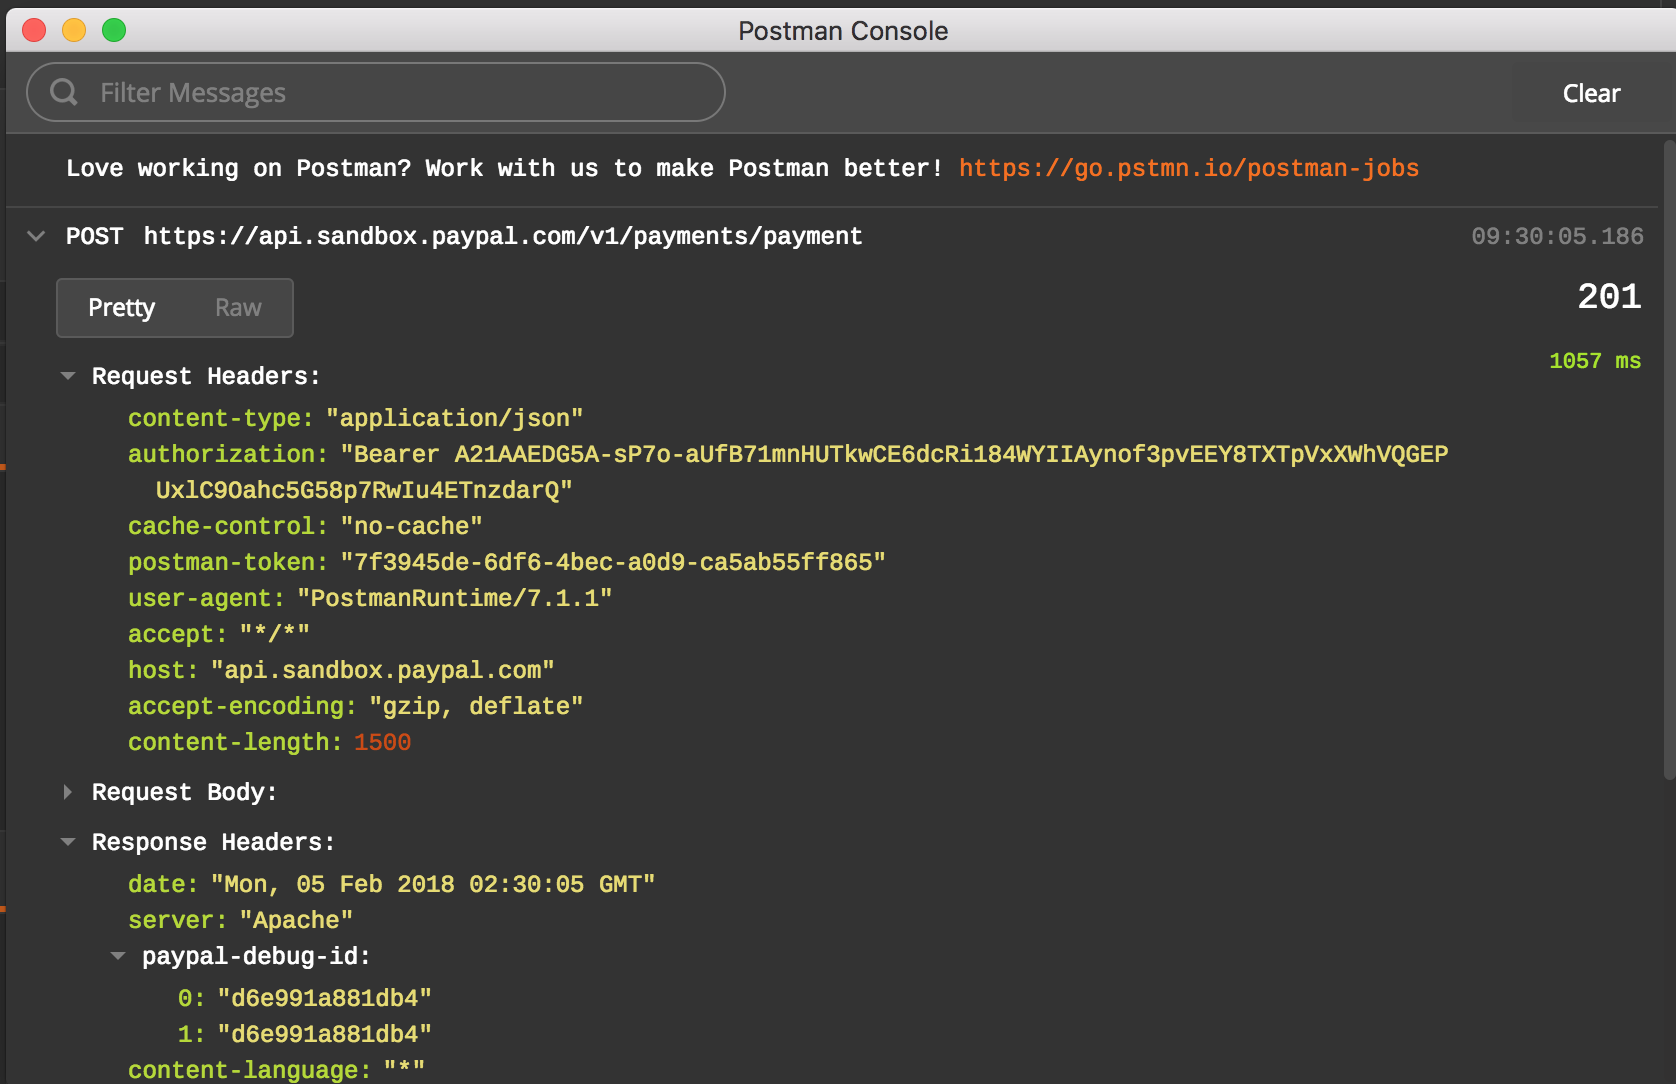 Postman Console
Filter Messages
Clear
Love working on Postman? Work with us to make Postman better! https://go.pstmn.io/postman-jobs
POST https://api.sandbox.paypal.com/v1/payments/payment 09:30:05.186
Pretty Raw
201
1057 ms
Request Headers:
content-type: "application/json"
authorization: "Bearer A21AAEDG5A-sP7o-aUfB71mnHUTkwCE6dcRi184WYIIAynof3pvEEY8TXTpVxXWhVQGEP
UxlC9Oahc5G58p7RwIu4ETnzdarQ"
cache-control: "no-cache"
postman-token: "7f3945de-6df6-4bec-a0d9-ca5ab55ff865"
user-agent: "PostmanRuntime/7.1.1"
accept: "*/*"
host: "api.sandbox.paypal.com"
accept-encoding: "gzip, deflate"
content-length: 1500
Request Body:
Response Headers:
date: "Mon, 05 Feb 2018 02:30:05 GMT"
server: "Apache"
paypal-debug-id:
0: "d6e991a881db4"
1: "d6e991a881db4"
content-language: "*"